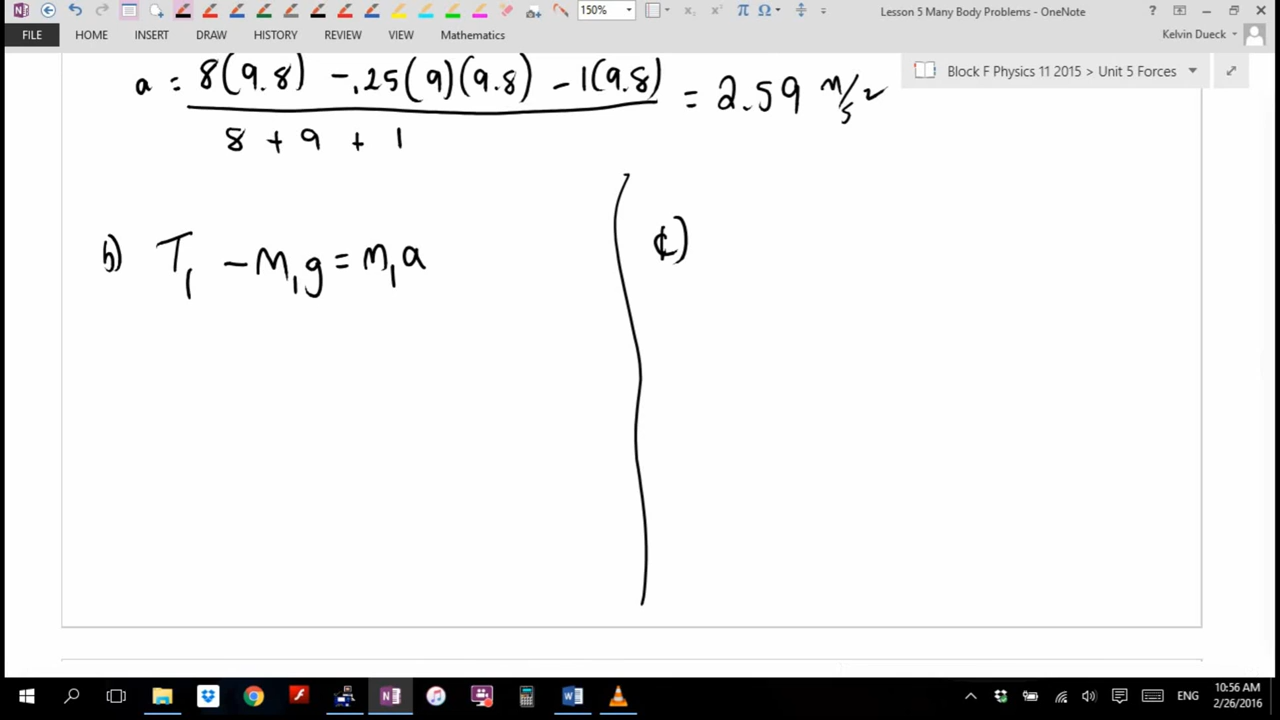 150%
Lesson 5 Many Body Problems - OneNote
FILE HOME INSERT DRAW HISTORY REVIEW VIEW Mathematics
Kelvin Dueck
Block F Physics 11 2015 > Unit 5 Forces
a = 8(9.8) - .25(9)(9.8) - 1(9.8) = 2.59 m/s²
8 + 9 + 1
b) T₁ - m₁g = m₁a
c)
ENG
10:56 AM
2/26/2016